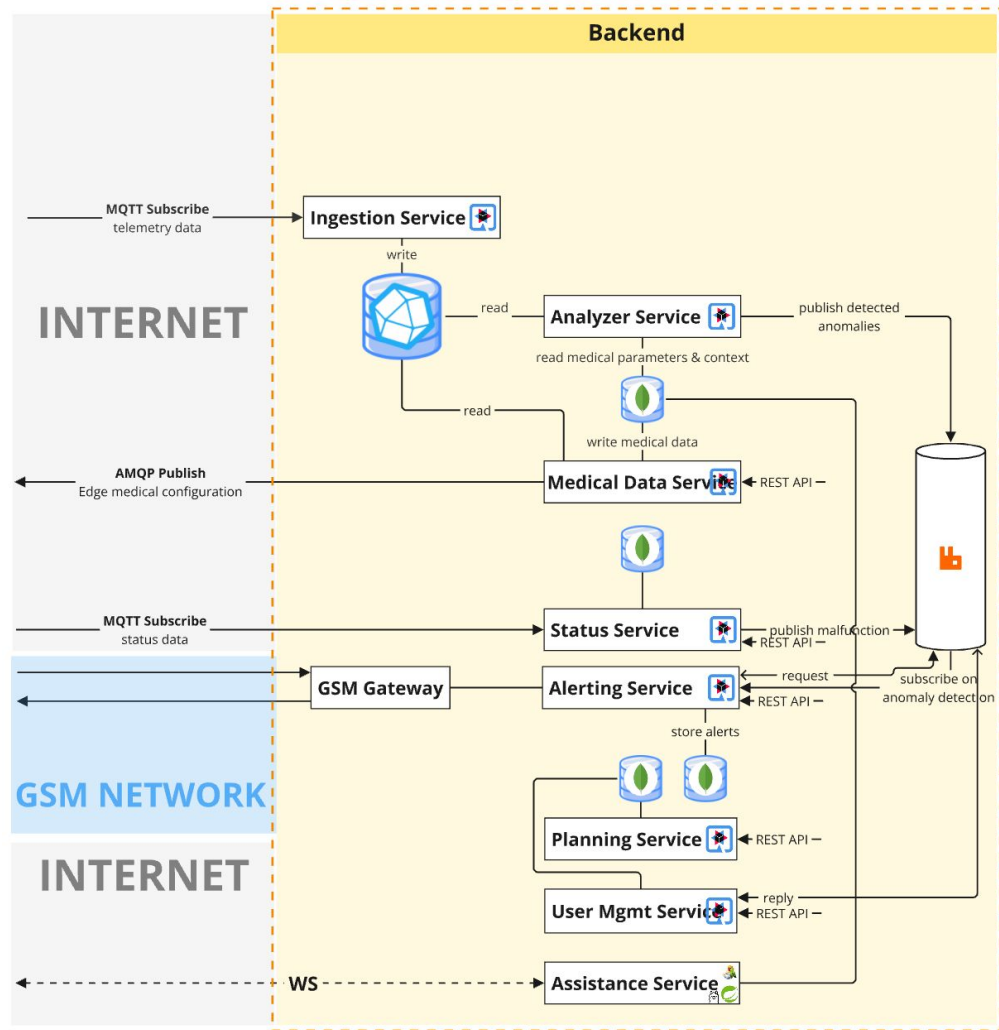 Backend
MQTT Subscribe
telemetry data
Ingestion Service
write
INTERNET
read
Analyzer Service
publish detected
anomalies
read medical parameters & context
read
write medical data
AMQP Publish
Edge medical configuration
Medical Data Service
REST API
MQTT Subscribe
status data
Status Service
publish malfunction
REST API
GSM Gateway
Alerting Service
request
subscribe on
anomaly detection
REST API
store alerts
GSM NETWORK
Planning Service
REST API
INTERNET
User Mgmt Service
reply
REST API
WS
Assistance Service